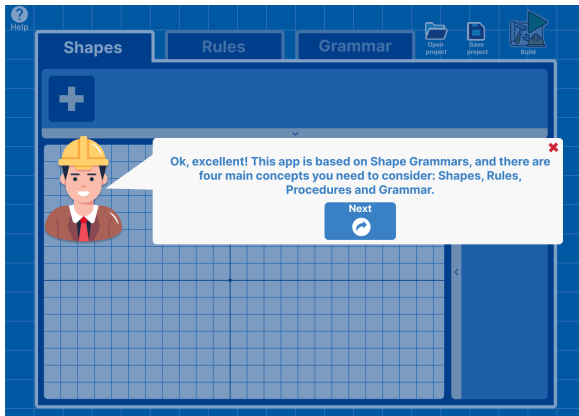 Help
Shapes
Rules
Grammar
Open
project
Save
project
Build
Ok, excellent! This app is based on Shape Grammars, and there are
four main concepts you need to consider: Shapes, Rules,
Procedures and Grammar.
Next